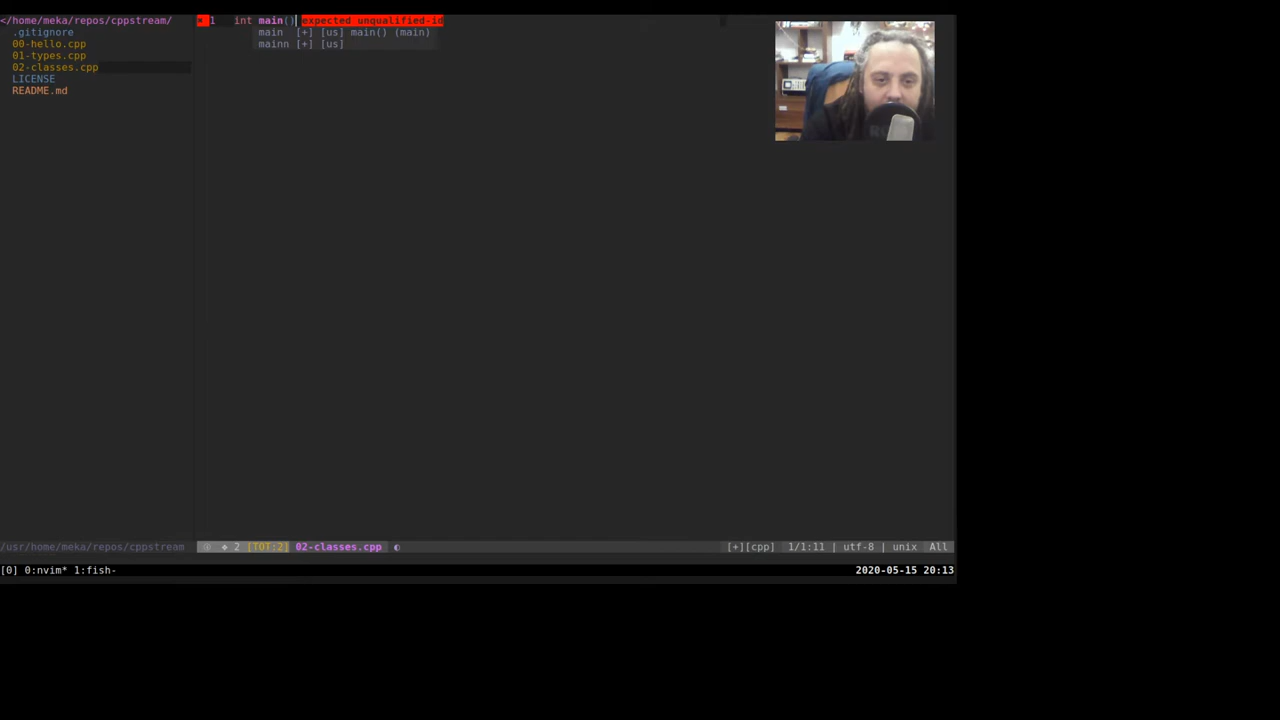 </home/meka/repos/cppstream/
.gitignore
00-hello.cpp
01-types.cpp
02-classes.cpp
LICENSE
README.md
1 int main() expected unqualified-id
main [+] [us] main() (main)
mainn [+] [us]
/usr/home/meka/repos/cppstream
2 [TOT:2] 02-classes.cpp
[+][cpp] 1/1:11 | utf-8 | unix All
[0] 0:nvim* 1:fish-
2020-05-15 20:13